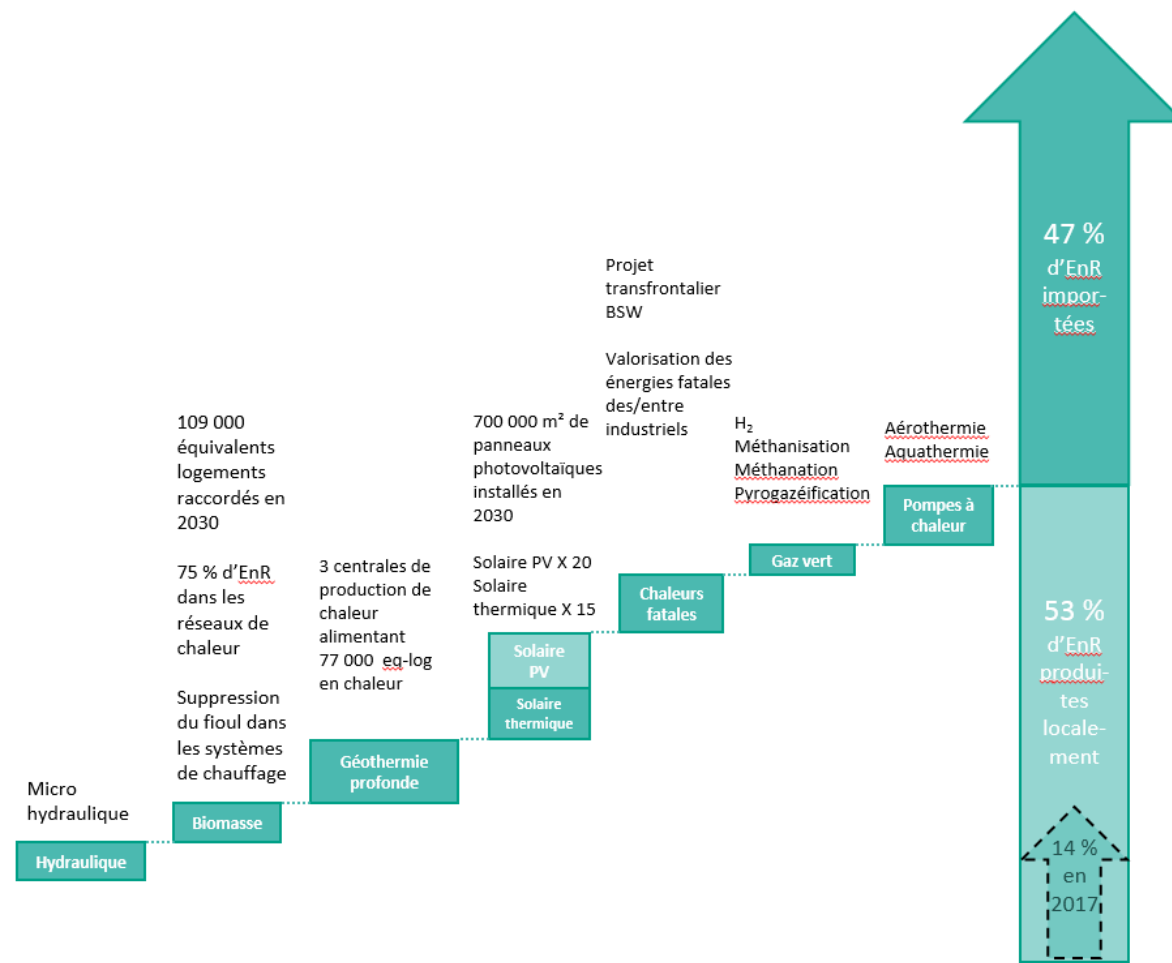 Micro
hydraulique
Hydraulique
109 000
équivalents
logements
raccordés en
2030
75 % d’EnR
dans les
réseaux de
chaleur
Suppression
du fioul dans
les systèmes
de chauffage
Biomasse
3 centrales de
production de
chaleur
alimentant
77 000 eq-log
en chaleur
Géothermie
profonde
700 000 m² de
panneaux
photovoltaïques
installés en
2030
Solaire PV X 20
Solaire
thermique X 15
Solaire
PV
Solaire
thermique
Projet
transfrontalier
BSW
Valorisation des
énergies fatales
des/entre
industriels
Chaleurs
fatales
H₂
Méthanisation
Méthanation
Pyrogazéification
Gaz vert
Aérothermie
Aquathermie
Pompes à
chaleur
47 %
d’EnR
impor-
tées
53 %
d’EnR
produi-
tes
locale-
ment
14 %
en
2017